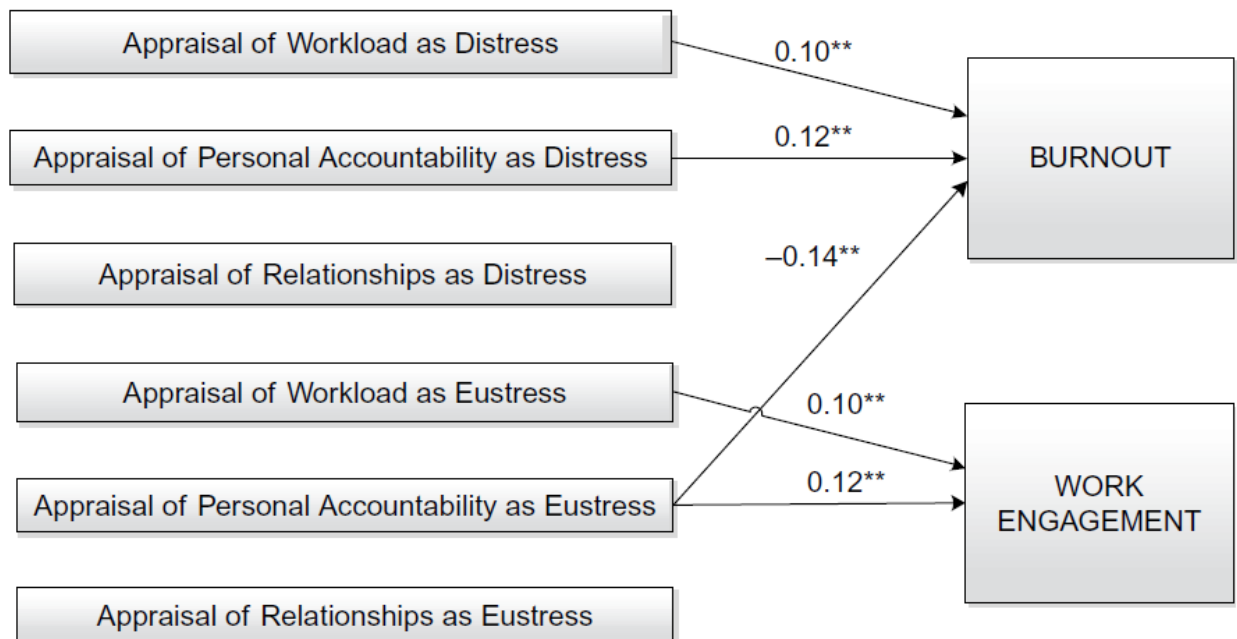 Appraisal of Workload as Distress
0.10**
Appraisal of Personal Accountability as Distress
0.12**
BURNOUT
Appraisal of Relationships as Distress
–0.14**
Appraisal of Workload as Eustress
0.10**
Appraisal of Personal Accountability as Eustress
0.12**
WORK
ENGAGEMENT
Appraisal of Relationships as Eustress